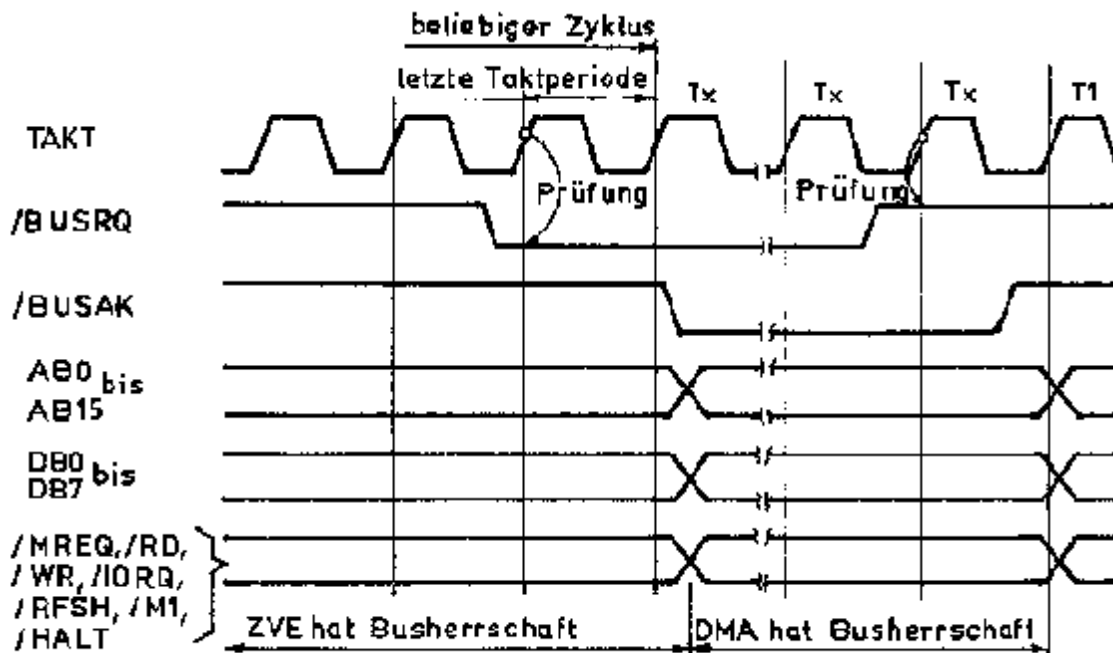 beliebiger Zyklus
letzte Taktperiode
Tx
Tx
Tx
T1
TAKT
Prüfung
Prüfung
/BUSRQ
/BUSAK
AB0 bis
AB15
DB0 bis
DB7
/MREQ,/RD,
/WR,/IORQ,
/RFSH, /M1,
/HALT
ZVE hat Busherrschaft
DMA hat Busherrschaft